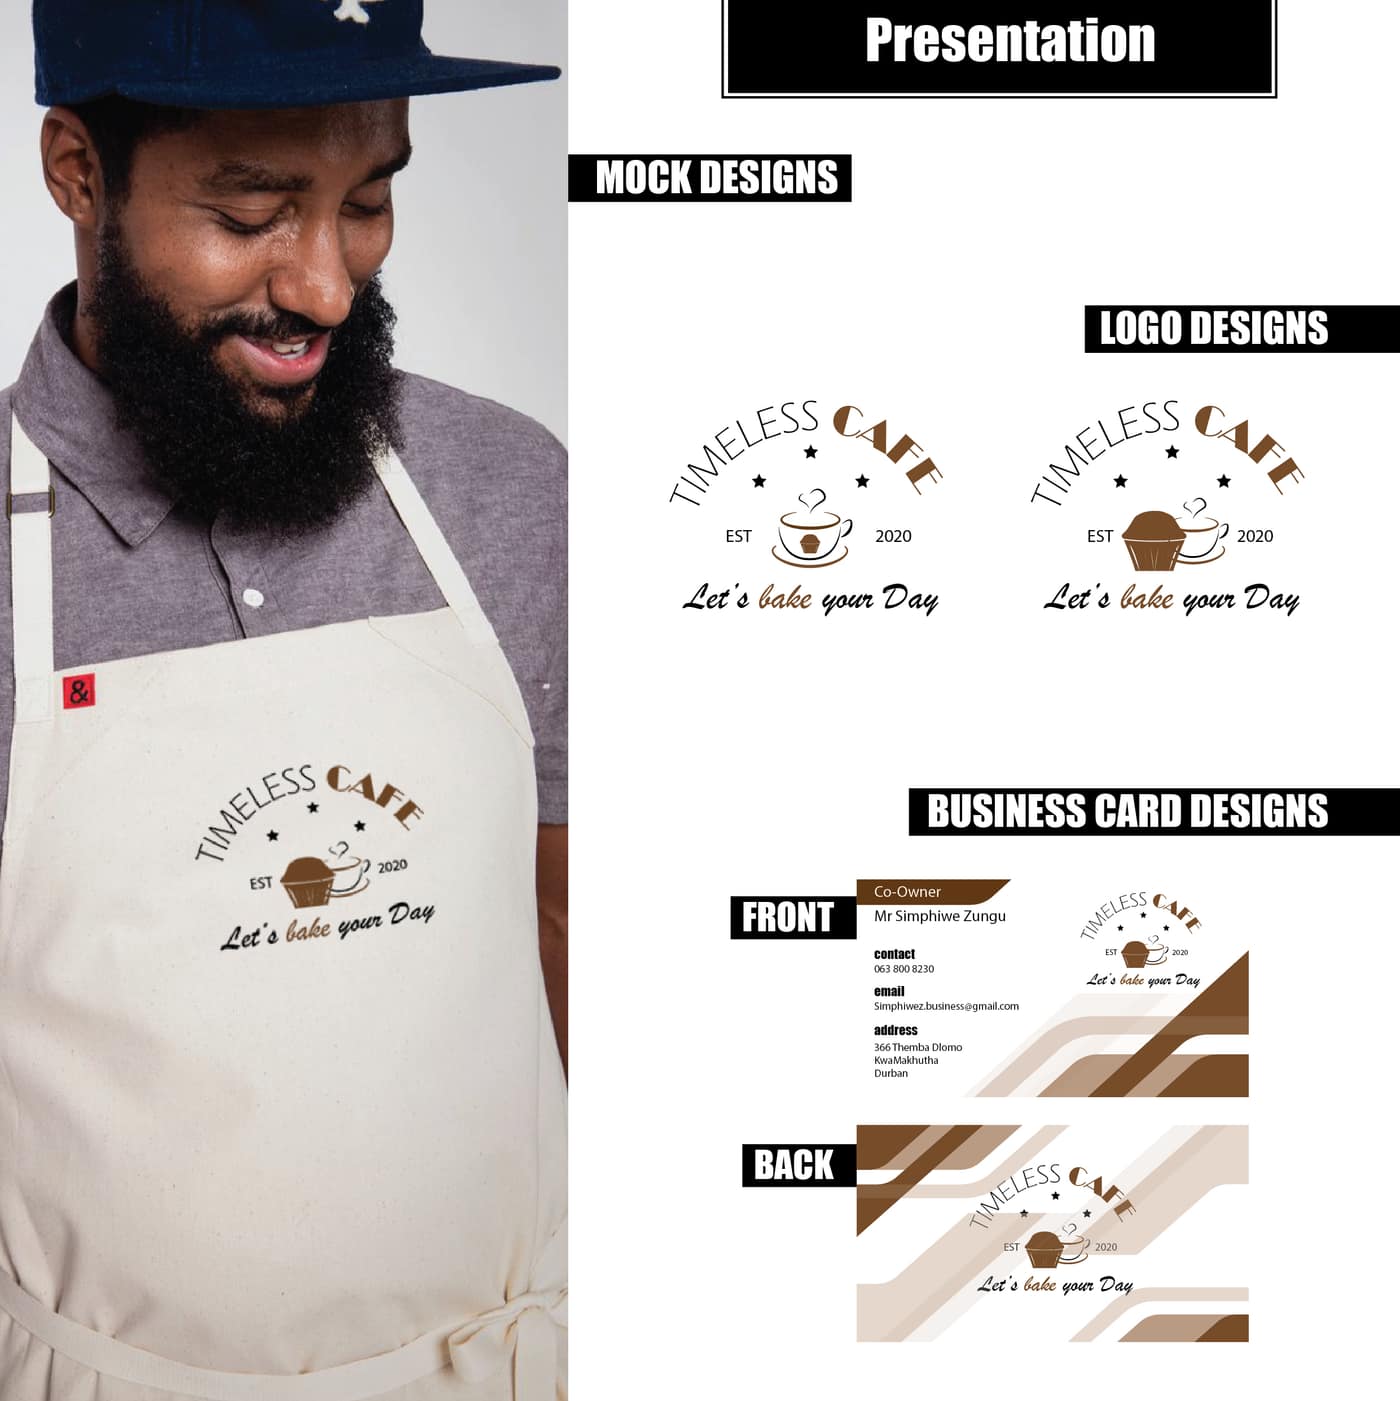 Presentation
MOCK DESIGNS
LOGO DESIGNS
TIMELESS CAFE
EST 2020
Let's bake your Day
TIMELESS CAFE
EST 2020
Let's bake your Day
&
TIMELESS CAFE
EST 2020
Let's bake your Day
BUSINESS CARD DESIGNS
FRONT
Co-Owner
Mr Simphiwe Zungu
contact
063 800 8230
email
Simphiwez.business@gmail.com
address
366 Themba Dlomo
KwaMakhutha
Durban
TIMELESS CAFE
EST 2020
Let's bake your Day
BACK
TIMELESS CAFE
EST 2020
Let's bake your Day